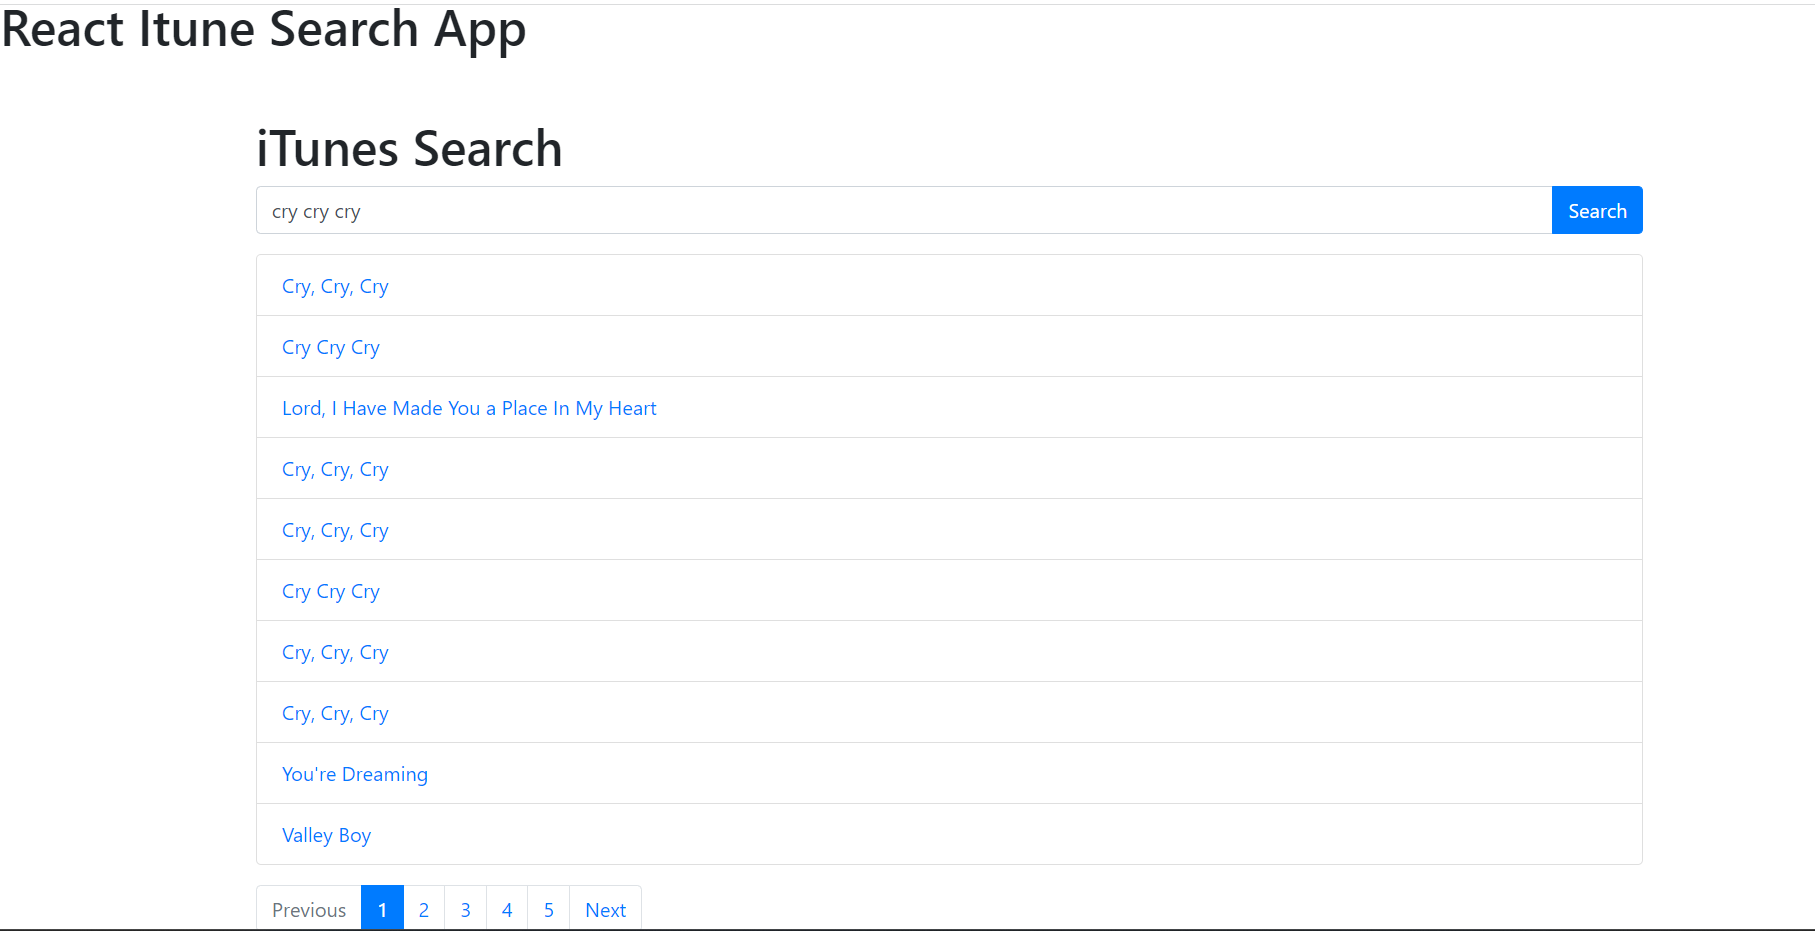 React Itune Search App
iTunes Search
cry cry cry Search
Cry, Cry, Cry
Cry Cry Cry
Lord, I Have Made You a Place In My Heart
Cry, Cry, Cry
Cry, Cry, Cry
Cry Cry Cry
Cry, Cry, Cry
Cry, Cry, Cry
You're Dreaming
Valley Boy
Previous 1 2 3 4 5 Next